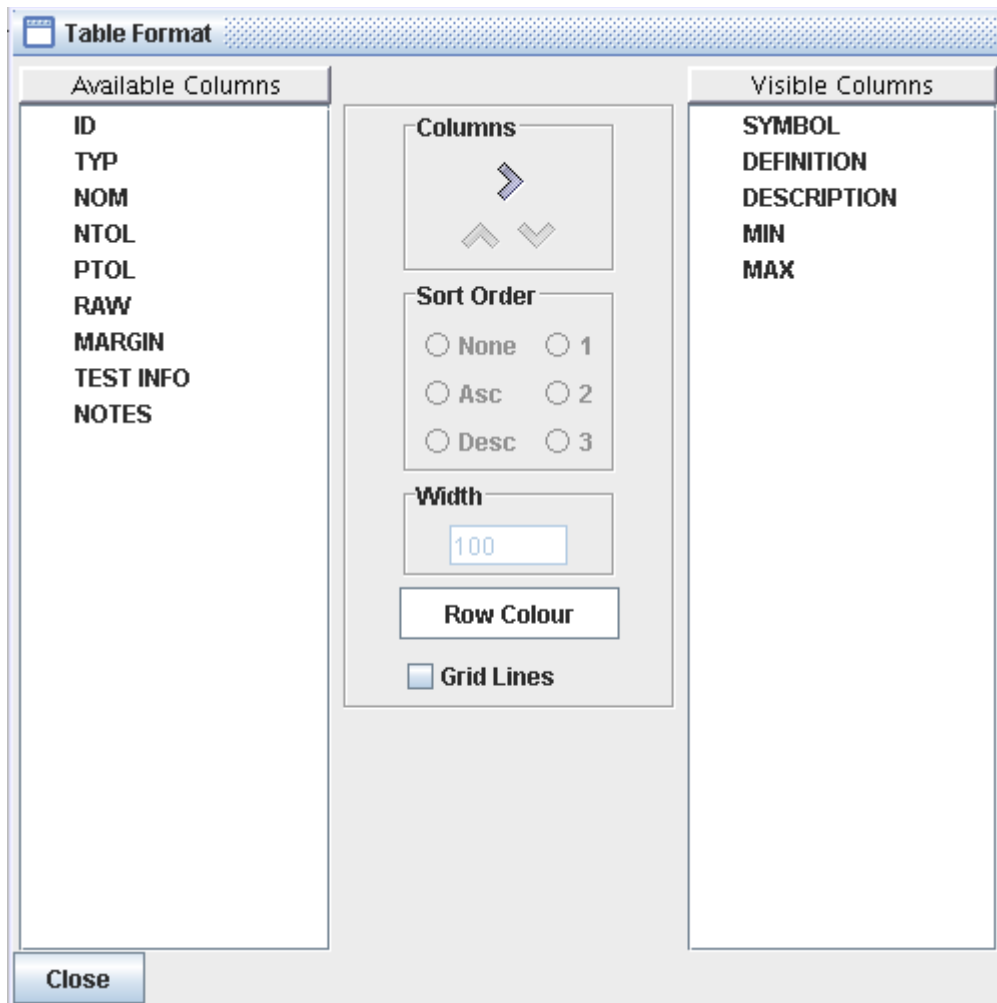 Table Format
Available Columns
ID
TYP
NOM
NTOL
PTOL
RAW
MARGIN
TEST INFO
NOTES
Columns
Sort Order
None 1
Asc 2
Desc 3
Width
100
Row Colour
Grid Lines
Visible Columns
SYMBOL
DEFINITION
DESCRIPTION
MIN
MAX
Close